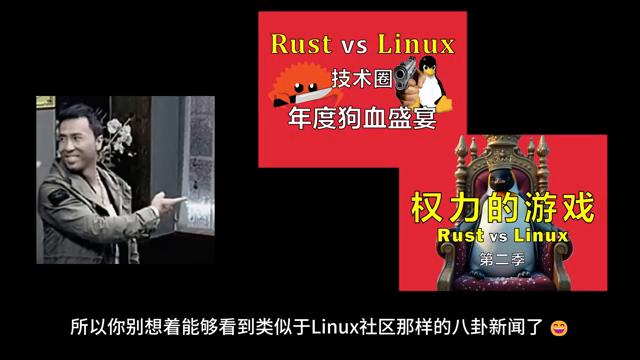 Rust vs Linux
技术圈
年度狗血盛宴
权力的游戏
Rust vs Linux
第二季
所以你别想着能够看到类似于Linux社区那样的八卦新闻了 😄